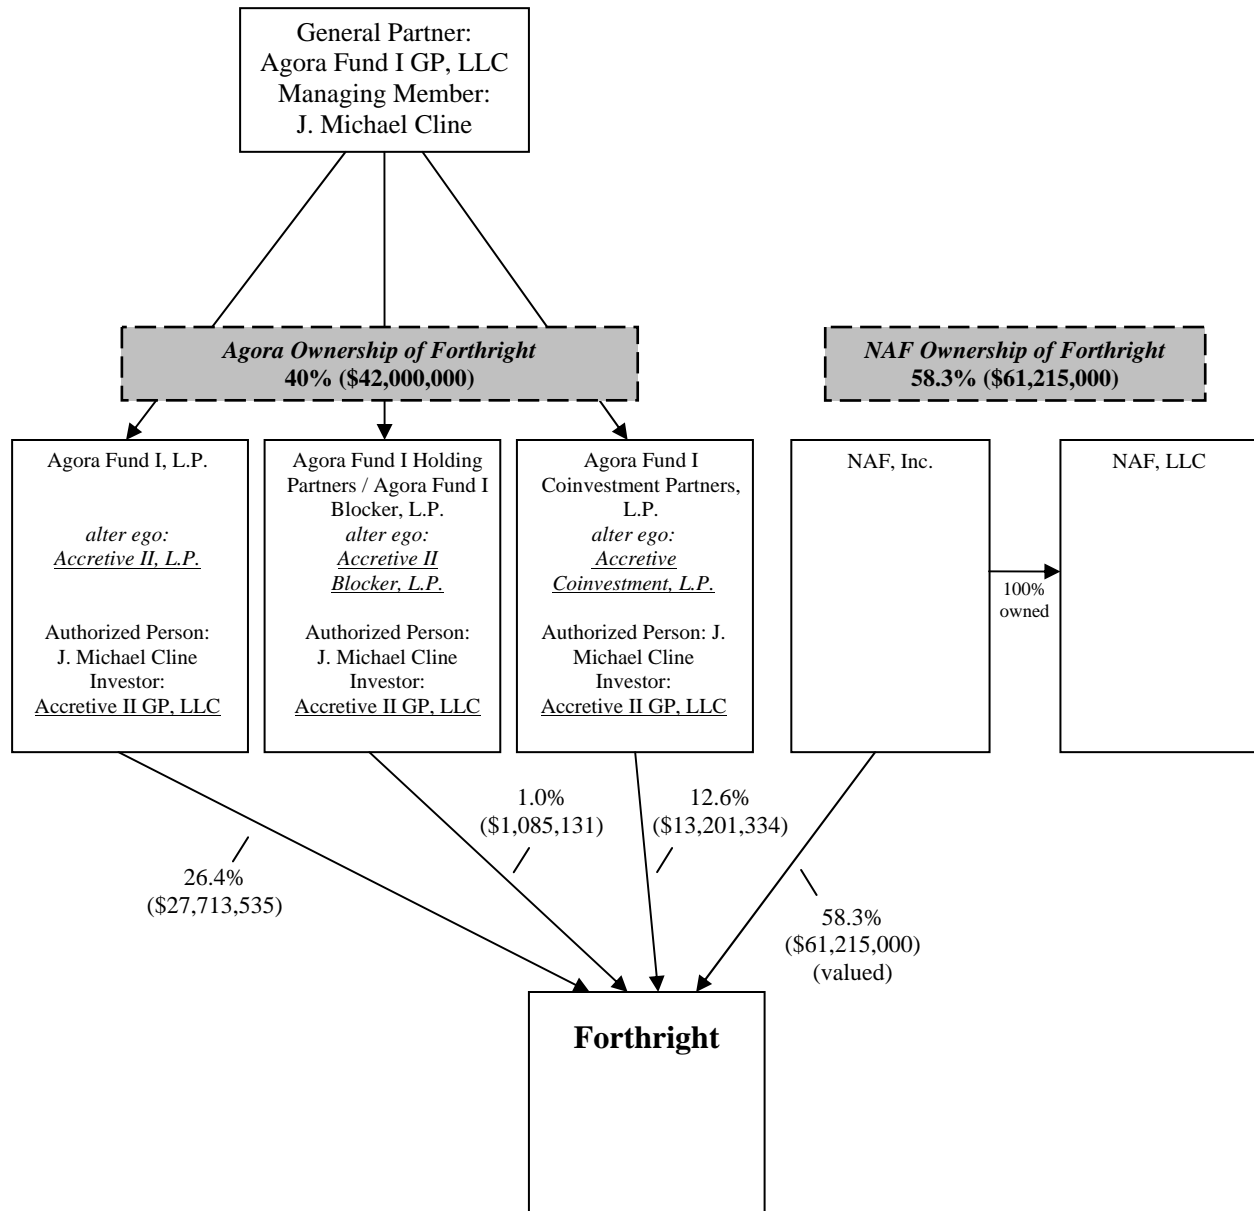 General Partner:
Agora Fund I GP, LLC
Managing Member:
J. Michael Cline
Agora Ownership of Forthright
40% ($42,000,000)
NAF Ownership of Forthright
58.3% ($61,215,000)
Agora Fund I, L.P.
alter ego:
Accretive II, L.P.
Authorized Person:
J. Michael Cline
Investor:
Accretive II GP, LLC
Agora Fund I Holding
Partners / Agora Fund I
Blocker, L.P.
alter ego:
Accretive II
Blocker, L.P.
Authorized Person:
J. Michael Cline
Investor:
Accretive II GP, LLC
Agora Fund I
Coinvestment Partners,
L.P.
alter ego:
Accretive
Coinvestment, L.P.
Authorized Person: J.
Michael Cline
Investor:
Accretive II GP, LLC
NAF, Inc.
100%
owned
NAF, LLC
26.4%
($27,713,535)
1.0%
($1,085,131)
12.6%
($13,201,334)
58.3%
($61,215,000)
(valued)
Forthright